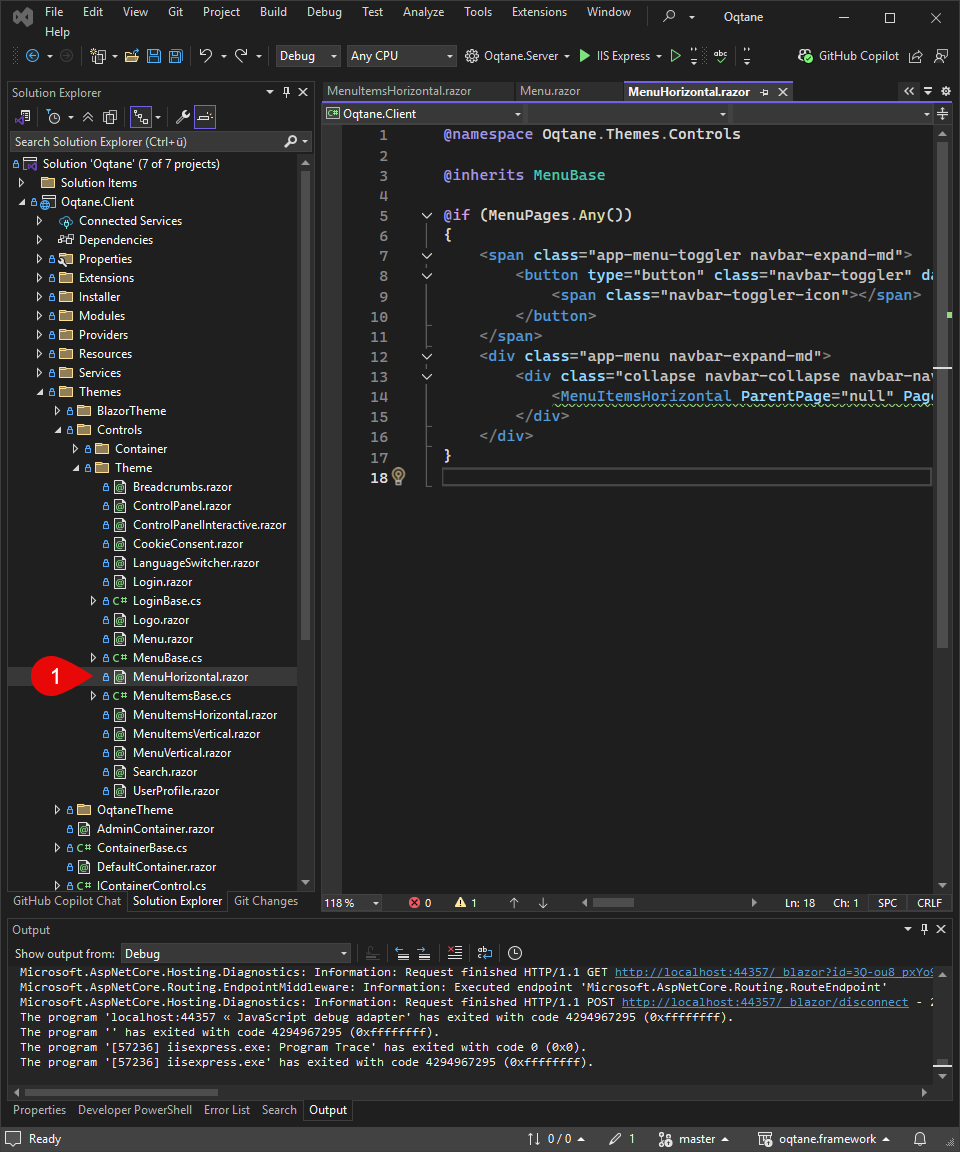 File Edit View Git Project Build Debug Test Analyze Tools Extensions Window Oqtane
Help
Debug Any CPU Oqtane.Server IIS Express abc GitHub Copilot
Solution Explorer
Search Solution Explorer (Ctrl+ü)
Solution 'Oqtane' (7 of 7 projects)
Solution Items
Oqtane.Client
Connected Services
Dependencies
Properties
Extensions
Installer
Modules
Providers
Resources
Services
Themes
BlazorTheme
Controls
Container
Theme
Breadcrumbs.razor
ControlPanel.razor
ControlPanelInteractive.razor
CookieConsent.razor
LanguageSwitcher.razor
Login.razor
C# LoginBase.cs
Logo.razor
Menu.razor
C# MenuBase.cs
1 MenuHorizontal.razor
C# MenuItemsBase.cs
MenuItemsHorizontal.razor
MenuItemsVertical.razor
MenuVertical.razor
Search.razor
UserProfile.razor
OqtaneTheme
AdminContainer.razor
C# ContainerBase.cs
DefaultContainer.razor
C# IContainerControl.cs
GitHub Copilot Chat Solution Explorer Git Changes
MenuItemsHorizontal.razor Menu.razor MenuHorizontal.razor
C# Oqtane.Client
1 @namespace Oqtane.Themes.Controls
2
3 @inherits MenuBase
4
5 @if (MenuPages.Any())
6 {
7 <span class="app-menu-toggler navbar-expand-md">
8 <button type="button" class="navbar-toggler" da
9 <span class="navbar-toggler-icon"></span>
10 </button>
11 </span>
12 <div class="app-menu navbar-expand-md">
13 <div class="collapse navbar-collapse navbar-nav
14 <MenuItemsHorizontal ParentPage="null" Page
15 </div>
16 </div>
17 }
18
118 % 0 1 Ln: 18 Ch: 1 SPC CRLF
Output
Show output from: Debug
Microsoft.AspNetCore.Hosting.Diagnostics: Information: Request finished HTTP/1.1 GET http://localhost:44357/_blazor?id=3Q-ou8_pxYo9
Microsoft.AspNetCore.Routing.EndpointMiddleware: Information: Executed endpoint 'Microsoft.AspNetCore.Routing.RouteEndpoint'
Microsoft.AspNetCore.Hosting.Diagnostics: Information: Request finished HTTP/1.1 POST http://localhost:44357/_blazor/disconnect - 2
The program 'localhost:44357 « JavaScript debug adapter' has exited with code 4294967295 (0xffffffff).
The program '' has exited with code 4294967295 (0xffffffff).
The program '[57236] iisexpress.exe: Program Trace' has exited with code 0 (0x0).
The program '[57236] iisexpress.exe' has exited with code 4294967295 (0xffffffff).
Properties Developer PowerShell Error List Search Output
Ready 0 / 0 1 master oqtane.framework